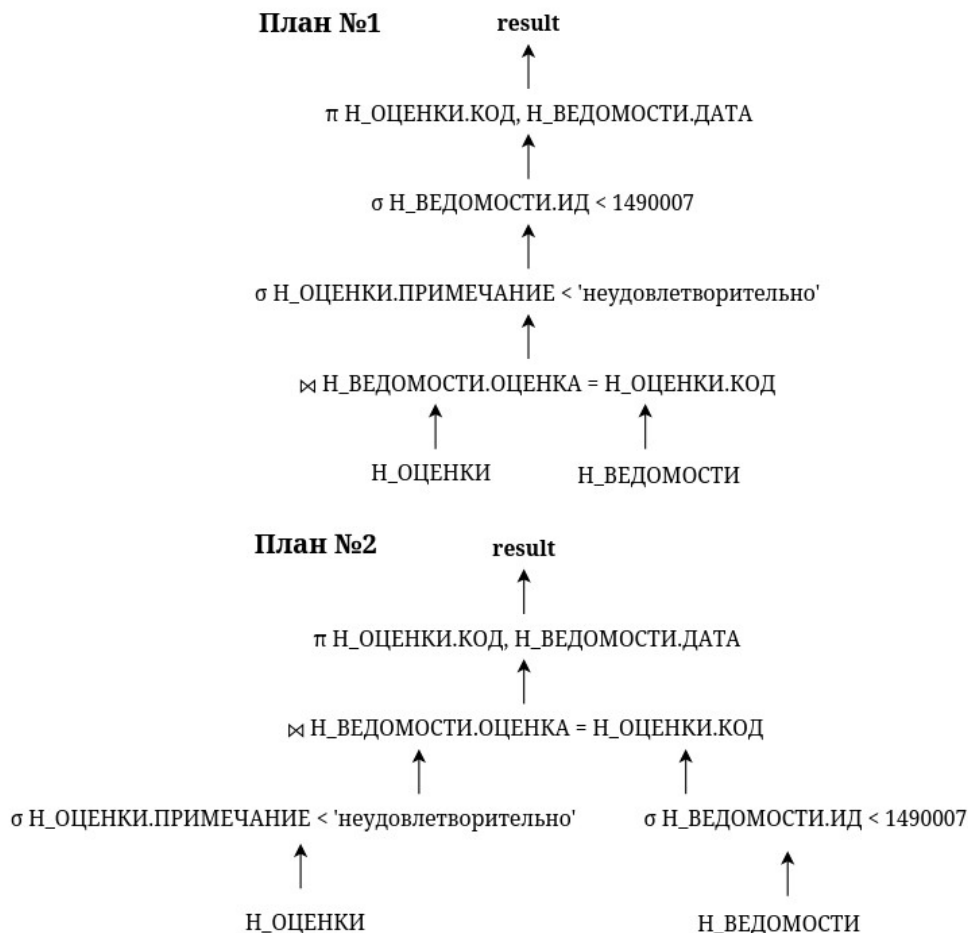 План №1
result
π Н_ОЦЕНКИ.КОД, Н_ВЕДОМОСТИ.ДАТА
σ Н_ВЕДОМОСТИ.ИД < 1490007
σ Н_ОЦЕНКИ.ПРИМЕЧАНИЕ < 'неудовлетворительно'
⋈ Н_ВЕДОМОСТИ.ОЦЕНКА = Н_ОЦЕНКИ.КОД
Н_ОЦЕНКИ
Н_ВЕДОМОСТИ
План №2
result
π Н_ОЦЕНКИ.КОД, Н_ВЕДОМОСТИ.ДАТА
⋈ Н_ВЕДОМОСТИ.ОЦЕНКА = Н_ОЦЕНКИ.КОД
σ Н_ОЦЕНКИ.ПРИМЕЧАНИЕ < 'неудовлетворительно'
σ Н_ВЕДОМОСТИ.ИД < 1490007
Н_ОЦЕНКИ
Н_ВЕДОМОСТИ